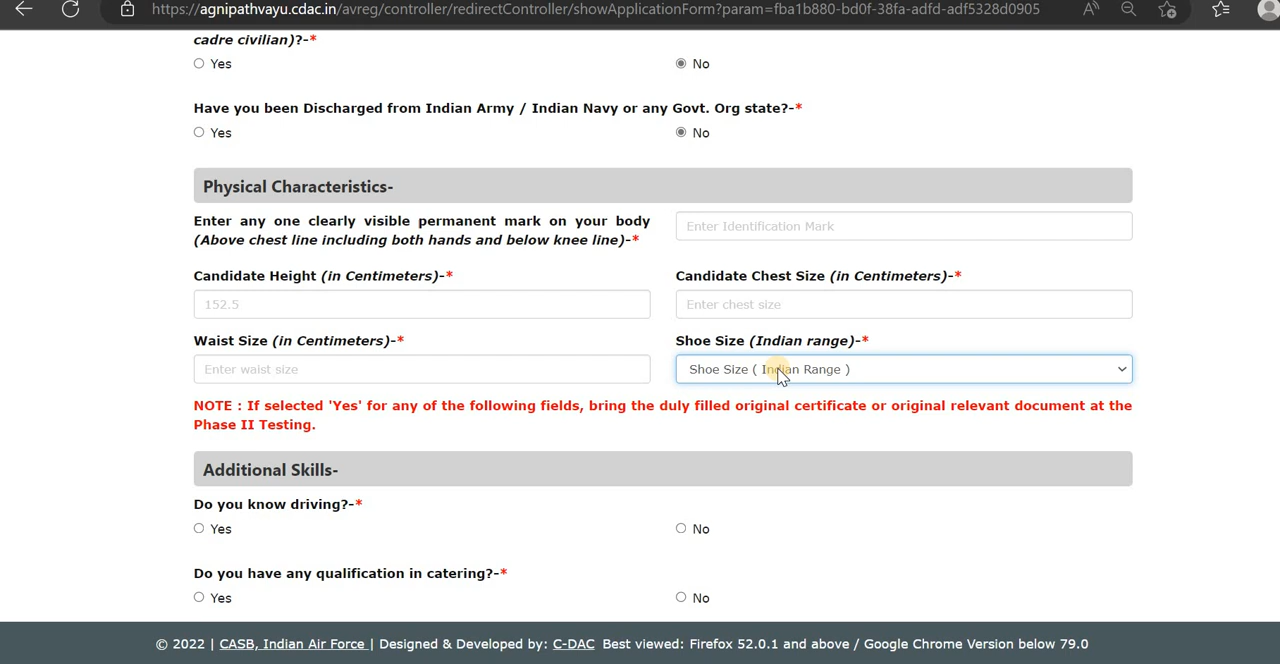 https://agnipathvayu.cdac.in/avreg/controller/redirectController/showApplicationForm?param=fba1b880-bd0f-38fa-adfd-adf5328d0905
cadre civilian)?-*
Yes No
Have you been Discharged from Indian Army / Indian Navy or any Govt. Org state?-*
Yes No
Physical Characteristics-
Enter any one clearly visible permanent mark on your body
(Above chest line including both hands and below knee line)-*
Enter Identification Mark
Candidate Height (in Centimeters)-* Candidate Chest Size (in Centimeters)-*
152.5 Enter chest size
Waist Size (in Centimeters)-* Shoe Size (Indian range)-*
Enter waist size Shoe Size ( Indian Range )
NOTE : If selected 'Yes' for any of the following fields, bring the duly filled original certificate or original relevant document at the
Phase II Testing.
Additional Skills-
Do you know driving?-*
Yes No
Do you have any qualification in catering?-*
Yes No
© 2022 | CASB, Indian Air Force | Designed & Developed by: C-DAC Best viewed: Firefox 52.0.1 and above / Google Chrome Version below 79.0